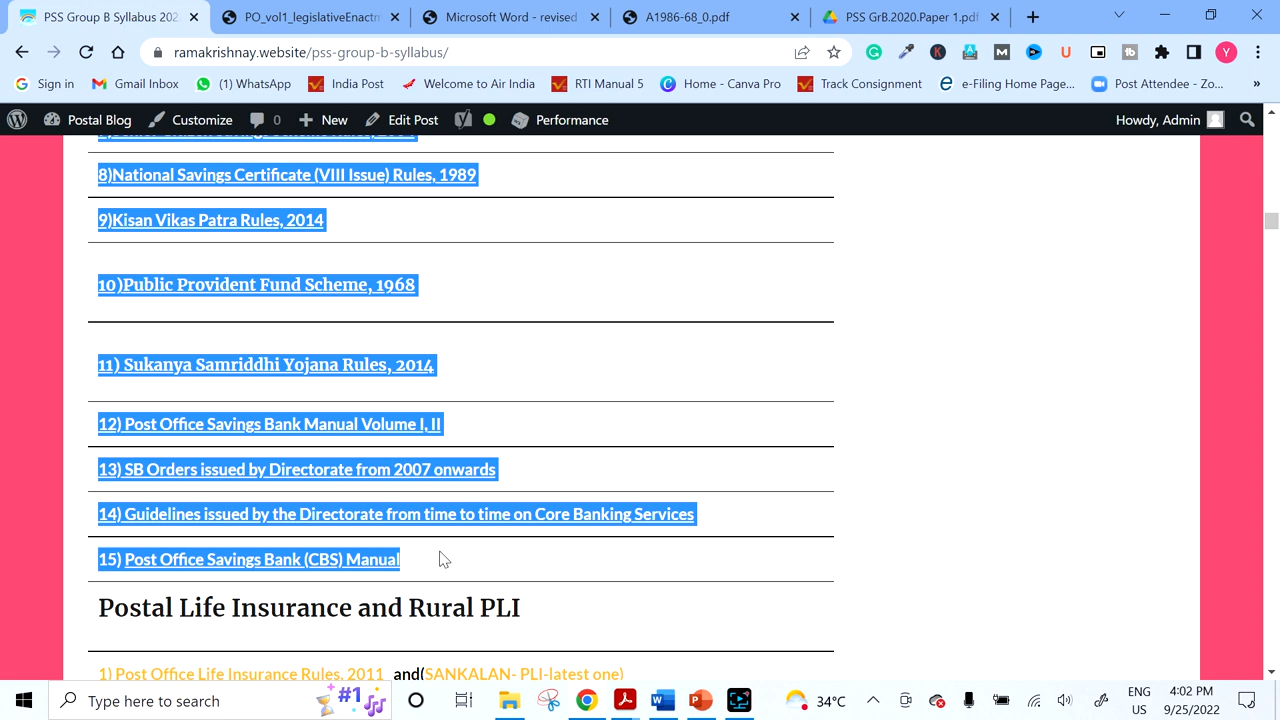 PSS Group B Syllabus 202
PO_vol1_legislativeEnactm
Microsoft Word - revised
A1986-68_0.pdf
PSS GrB.2020.Paper 1.pdf
ramakrishnay.website/pss-group-b-syllabus/
Sign in
Gmail Inbox
(1) WhatsApp
India Post
Welcome to Air India
RTI Manual 5
Home - Canva Pro
Track Consignment
e-Filing Home Page...
Post Attendee - Zo...
»
Postal Blog
Customize
0
New
Edit Post
Performance
Howdy, Admin
8)National Savings Certificate (VIII Issue) Rules, 1989
9)Kisan Vikas Patra Rules, 2014
10)Public Provident Fund Scheme, 1968
11) Sukanya Samriddhi Yojana Rules, 2014
12) Post Office Savings Bank Manual Volume I, II
13) SB Orders issued by Directorate from 2007 onwards
14) Guidelines issued by the Directorate from time to time on Core Banking Services
15) Post Office Savings Bank (CBS) Manual
Postal Life Insurance and Rural PLI
1) Post Office Life Insurance Rules, 2011 and(SANKALAN- PLI-latest one)
Type here to search
#1
34°C
ENG
US
4:02 PM
9/25/2022